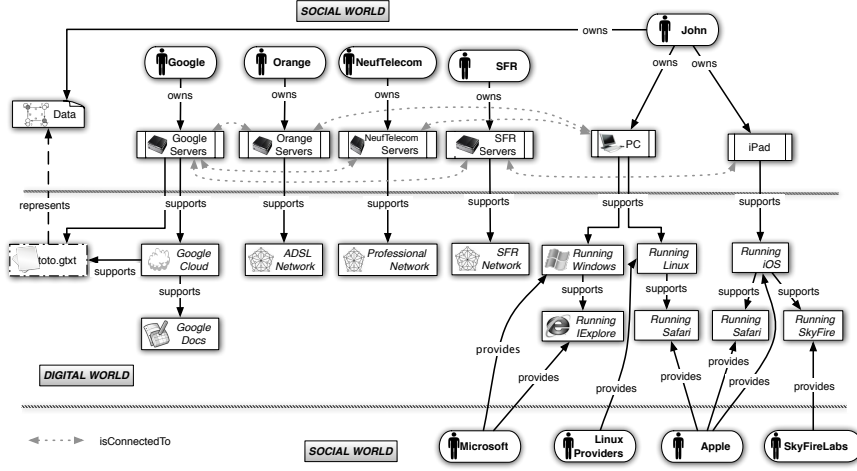 SOCIAL WORLD
John
owns
Google
Orange
NeufTelecom
SFR
owns
owns
owns
owns
owns
owns
Data
Google
Servers
Orange
Servers
NeufTelecom
Servers
SFR
Servers
PC
iPad
represents
supports
supports
supports
supports
supports
supports
toto.gtxt
supports
Google
Cloud
ADSL
Network
Professional
Network
SFR
Network
Running
Windows
Running
Linux
Running
iOS
supports
supports
supports
supports
supports
Google
Docs
Running
IExplore
Running
Safari
Running
Safari
Running
SkyFire
provides
provides
provides
provides
provides
provides
provides
DIGITAL WORLD
isConnectedTo
SOCIAL WORLD
Microsoft
Linux
Providers
Apple
SkyFireLabs